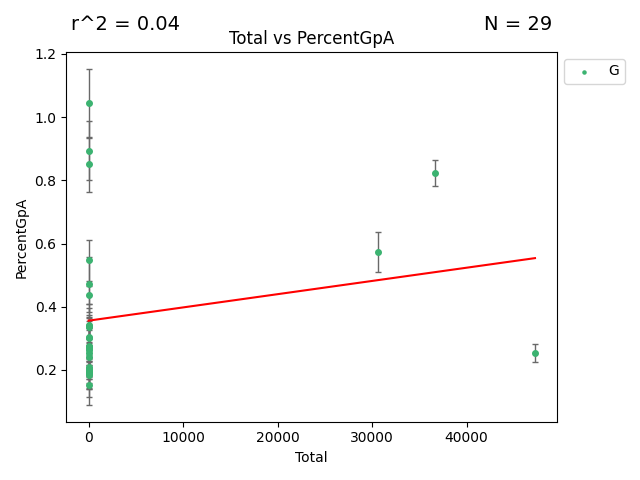 r^2 = 0.04
N = 29
Total vs PercentGpA
G
1.2
1.0
0.8
0.6
0.4
0.2
PercentGpA
0
10000
20000
30000
40000
Total